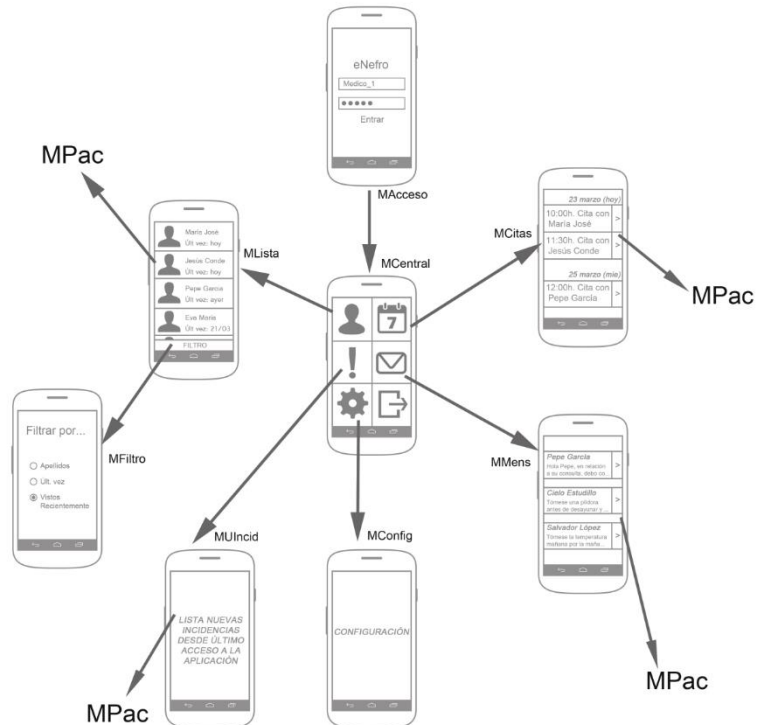 eNefro
Medico_1
Entrar
MAcceso
MPac
María José
Últ vez: hoy
Jesús Conde
Últ vez: hoy
Pepe García
Últ vez: ayer
Eva María
Últ vez: 21/03
FILTRO
MLista
MCentral
7
MCitas
23 marzo (hoy)
10:00h. Cita con >
María José
11:30h. Cita con >
Jesús Conde
25 marzo (mie)
12:00h. Cita con >
Pepe García
MPac
Filtrar por...
Apellidos
Últ. vez
Vistos
Recientemente
MFiltro
MMens
Pepe García
Hola Pepe, en relación >
a su consulta, debo co...
Cielo Estudillo
Tómese una píldora >
antes de desayunar y ...
Salvador López
Tómese la temperatura >
mañana por la maña...
MUIncid
LISTA NUEVAS
INCIDENCIAS
DESDE ÚLTIMO
ACCESO A LA
APLICACIÓN
MConfig
CONFIGURACIÓN
MPac
MPac